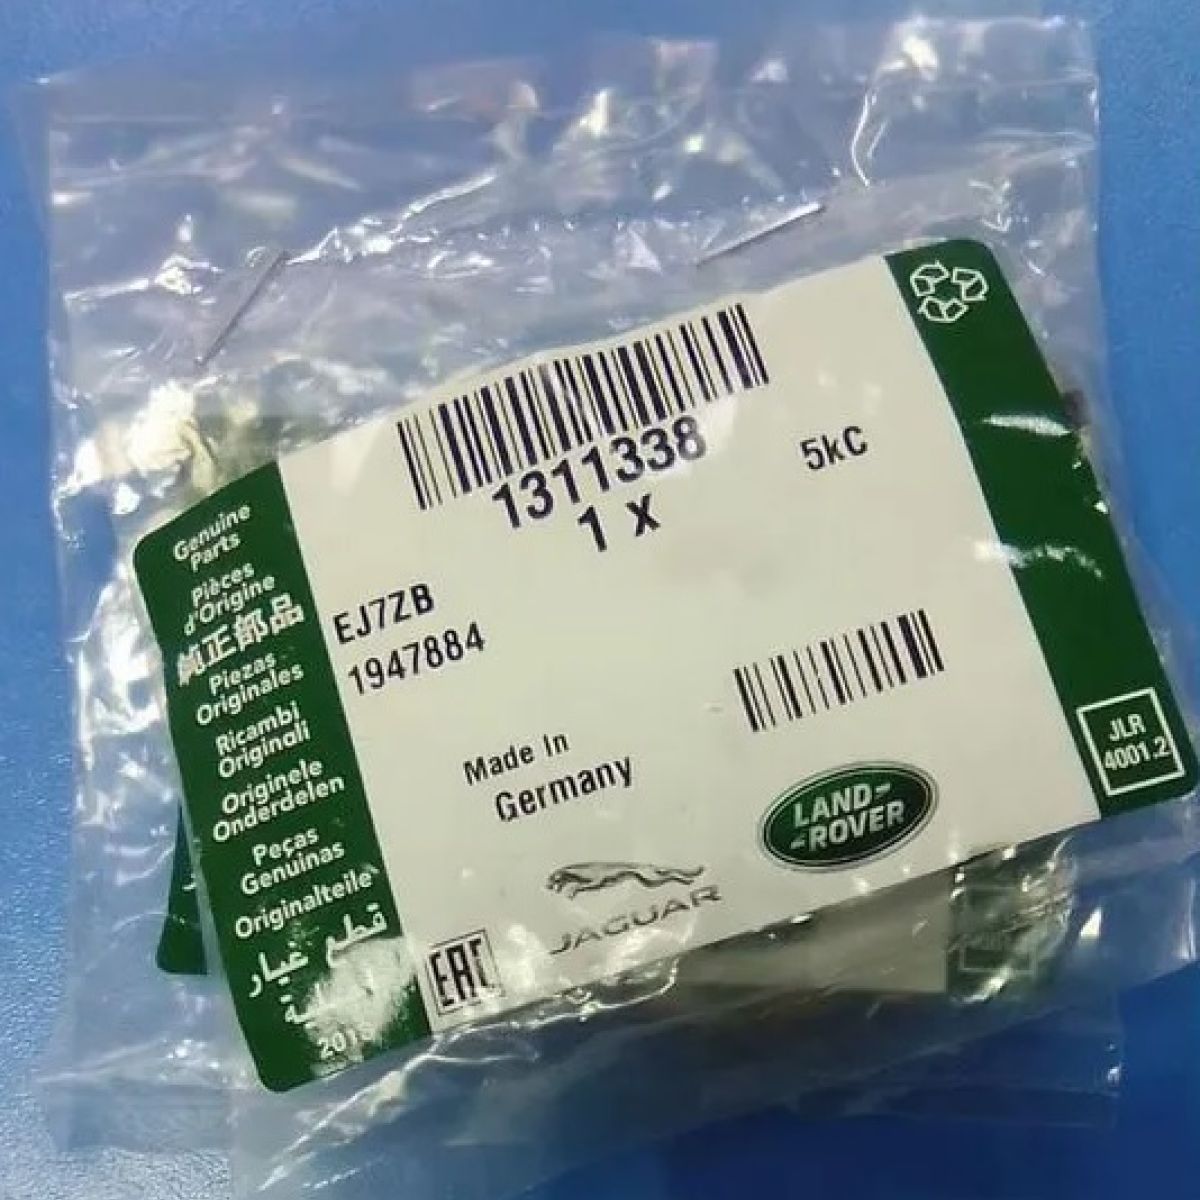 1311338
1 x
5kC
EJ7ZB
1947884
Made In
Germany
LAND-
-ROVER
JAGUAR
EAC
JLR
4001.2
Genuine
Parts
Pièces
d'Origine
純正部品
Piezas
Originales
Ricambi
Originali
Originele
Onderdelen
Peças
Genuinas
Originalteile
قطع غيار